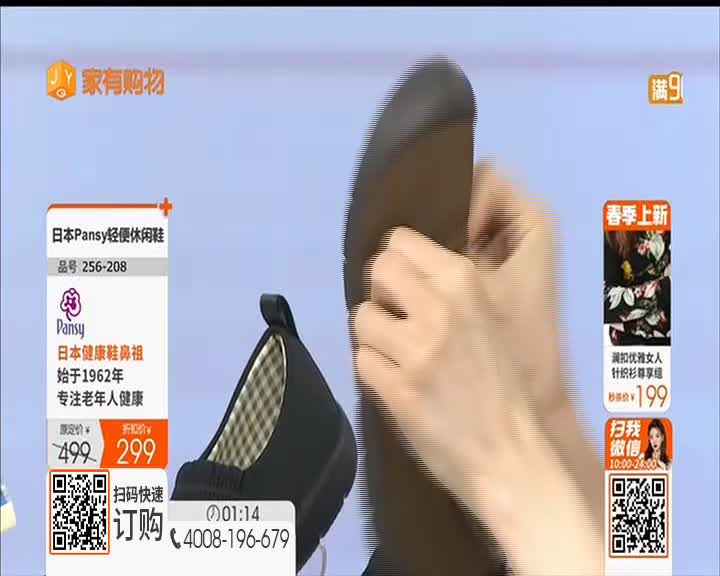 JYG 家有购物
满9
日本Pansy轻便休闲鞋
品号 256-208
Pansy
日本健康鞋鼻祖
始于1962年
专注老年人健康
原定价¥
499
折扣价¥
299
扫码快速
订购
01:14
4008-196-679
春季上新
澜扣优雅女人
针织衫尊享组
秒杀价¥199
扫我
微信
10:00-24:00